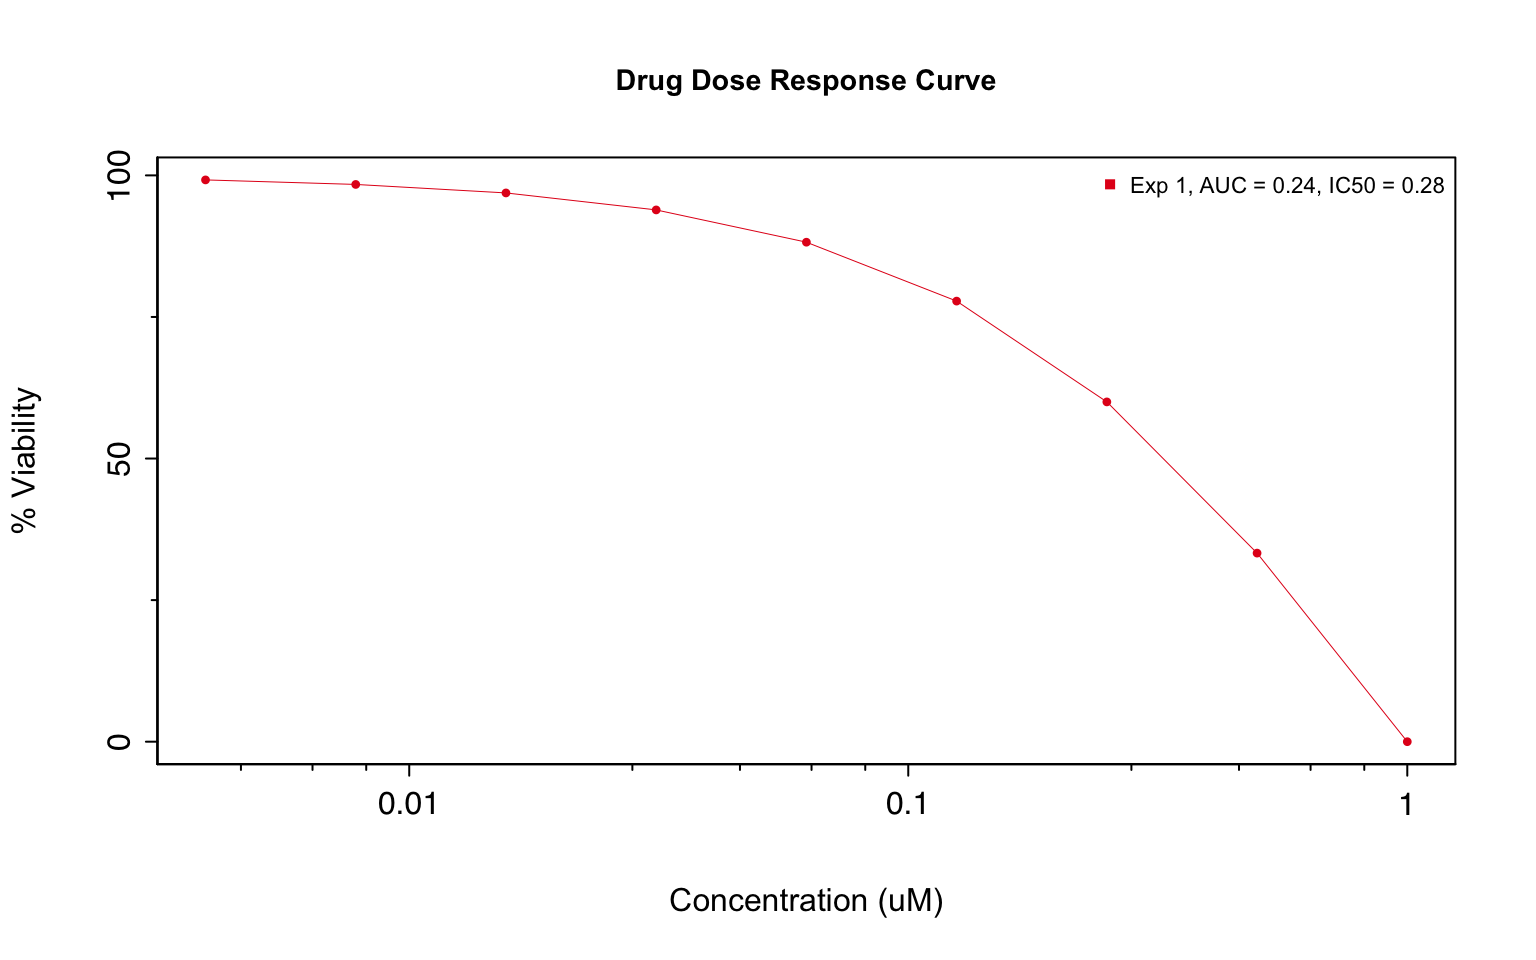 Drug Dose Response Curve
Exp 1, AUC = 0.24, IC50 = 0.28
% Viability
100
50
0
0.01
0.1
1
Concentration (uM)